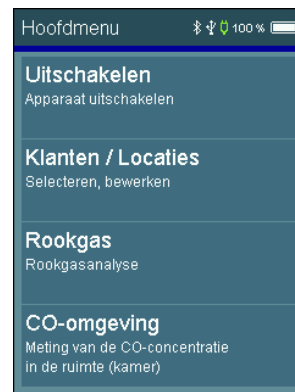 Hoofdmenu 100 %
Uitschakelen
Apparaat uitschakelen
Klanten / Locaties
Selecteren, bewerken
Rookgas
Rookgasanalyse
CO-omgeving
Meting van de CO-concentratie
in de ruimte (kamer)